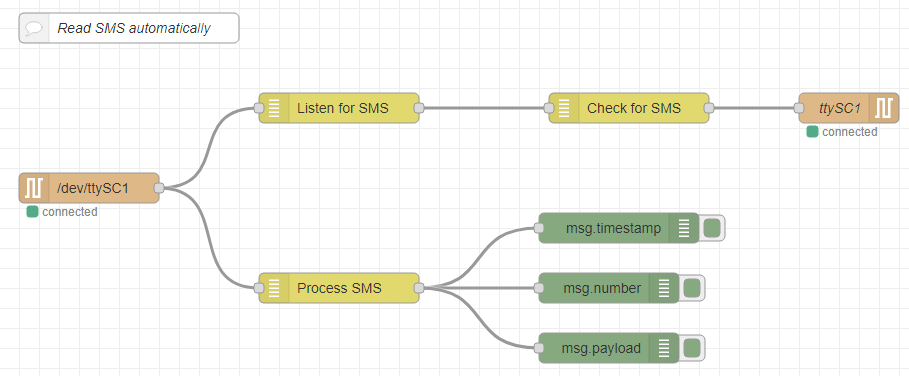 Read SMS automatically
Listen for SMS
Check for SMS
ttySC1
connected
/dev/ttySC1
connected
msg.timestamp
Process SMS
msg.number
msg.payload